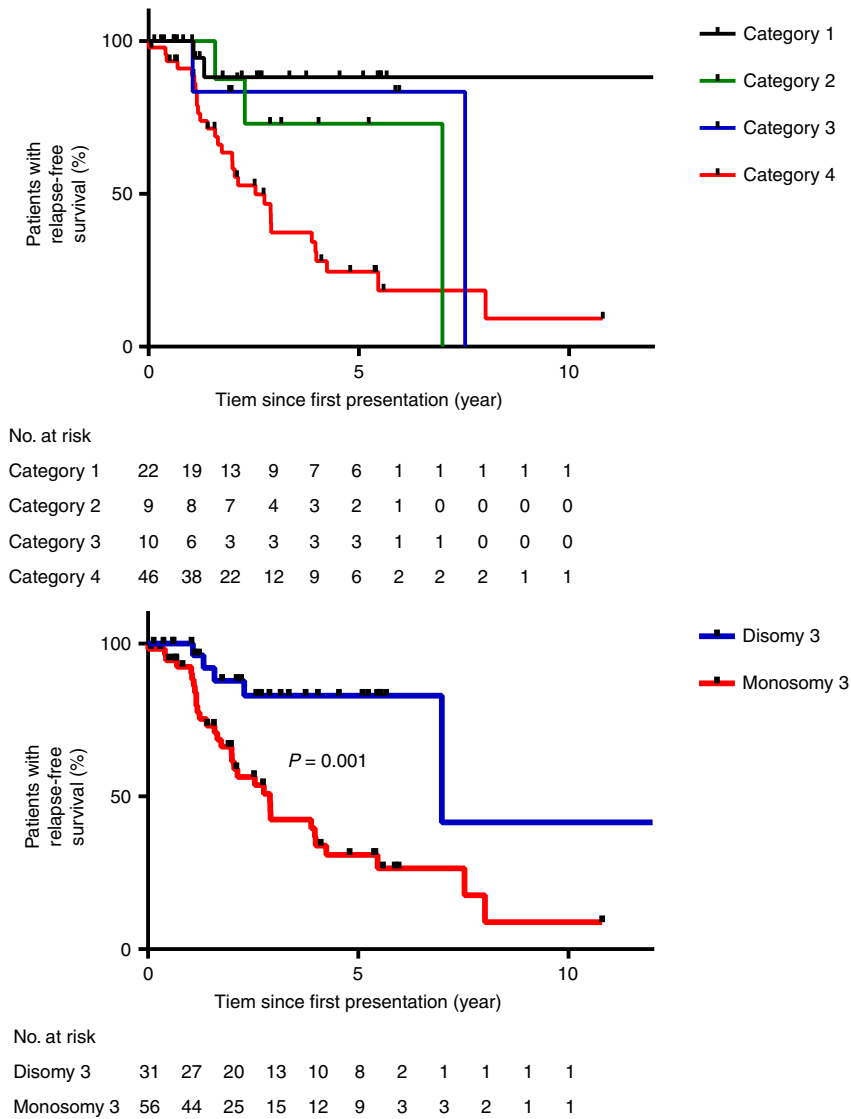 100
50
0
Patients with
relapse-free
survival (%)
0 5 10
Tiem since first presentation (year)
Category 1
Category 2
Category 3
Category 4
No. at risk
Category 1 22 19 13 9 7 6 1 1 1 1 1
Category 2 9 8 7 4 3 2 1 0 0 0 0
Category 3 10 6 3 3 3 3 1 1 0 0 0
Category 4 46 38 22 12 9 6 2 2 2 1 1
100
50
0
Patients with
relapse-free
survival (%)
P = 0.001
0 5 10
Tiem since first presentation (year)
Disomy 3
Monosomy 3
No. at risk
Disomy 3 31 27 20 13 10 8 2 1 1 1 1
Monosomy 3 56 44 25 15 12 9 3 3 2 1 1